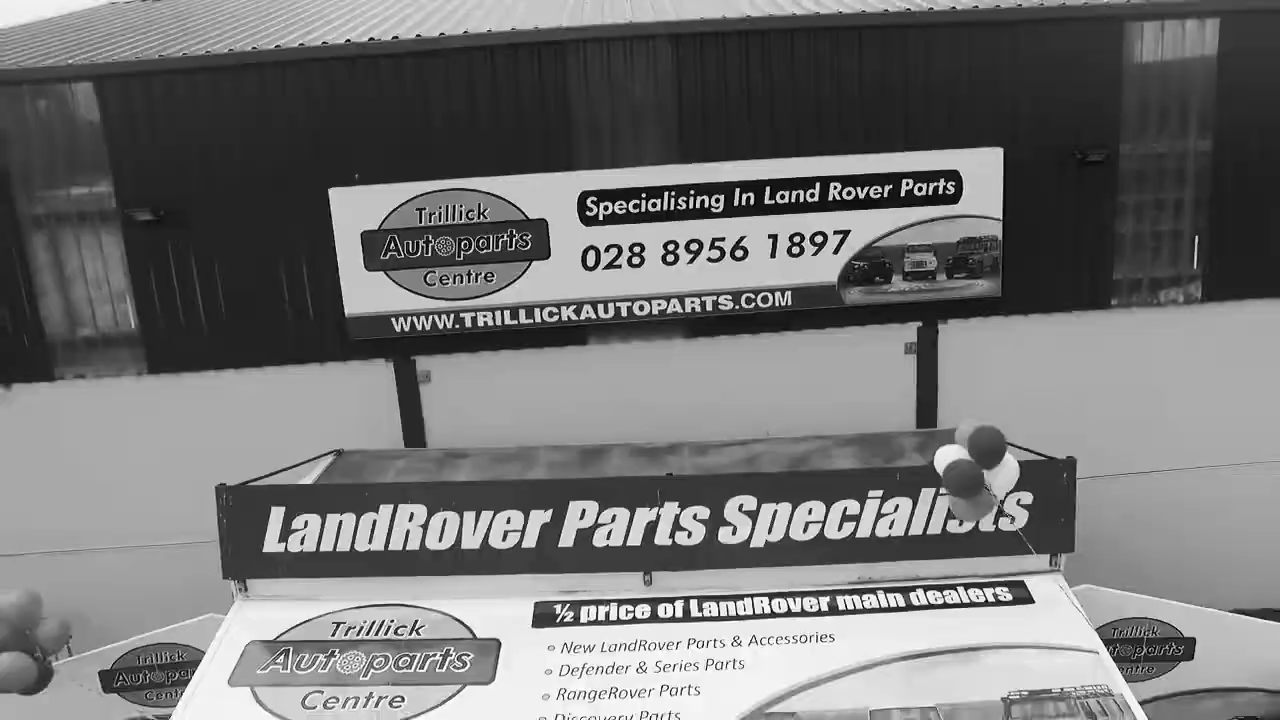 Trillick
Autoparts
Centre
Specialising In Land Rover Parts
028 8956 1897
WWW.TRILLICKAUTOPARTS.COM
LandRover Parts Specialists
Trillick
Autoparts
Centre
½ price of LandRover main dealers
New LandRover Parts & Accessories
Defender & Series Parts
RangeRover Parts
Discovery Parts
Trillick
Autoparts
Centre
Trillick
Autoparts
Centre